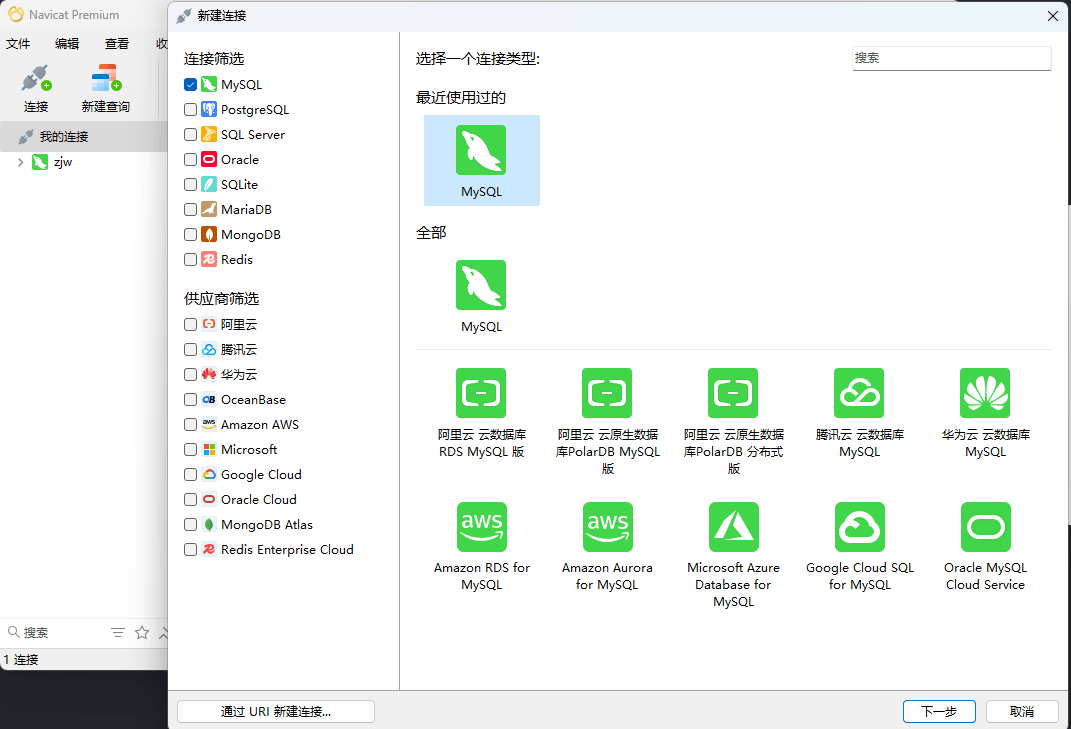 Navicat Premium
文件
编辑
查看
收
连接
新建查询
我的连接
zjw
搜索
1 连接
新建连接
连接筛选
MySQL
PostgreSQL
SQL Server
Oracle
SQLite
MariaDB
MongoDB
Redis
供应商筛选
阿里云
腾讯云
华为云
OceanBase
Amazon AWS
Microsoft
Google Cloud
Oracle Cloud
MongoDB Atlas
Redis Enterprise Cloud
选择一个连接类型:
搜索
最近使用过的
MySQL
全部
MySQL
阿里云 云数据库
RDS MySQL 版
阿里云 云原生数据
库PolarDB MySQL
版
阿里云 云原生数据
库PolarDB 分布式
版
腾讯云 云数据库
MySQL
华为云 云数据库
MySQL
aws
Amazon RDS for
MySQL
aws
Amazon Aurora
for MySQL
Microsoft Azure
Database for
MySQL
Google Cloud SQL
for MySQL
Oracle MySQL
Cloud Service
通过 URI 新建连接...
下一步
取消